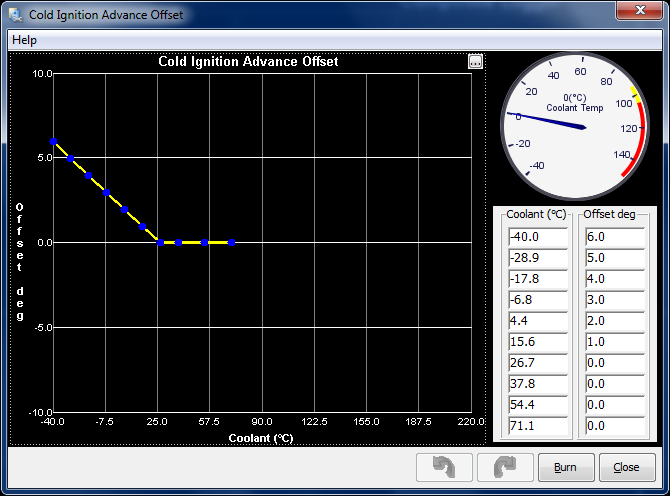 Cold Ignition Advance Offset
Help
Cold Ignition Advance Offset
...
10.0
5.0
0.0
-5.0
-10.0
Offset deg
-40.0 -7.5 25.0 57.5 90.0 122.5 155.0 187.5 220.0
Coolant (°C)
-40
-20
0
20
40
60
80
100
120
140
0(°C)
Coolant Temp
Coolant (°C) Offset deg
-40.0 6.0
-28.9 5.0
-17.8 4.0
-6.8 3.0
4.4 2.0
15.6 1.0
26.7 0.0
37.8 0.0
54.4 0.0
71.1 0.0
Burn Close